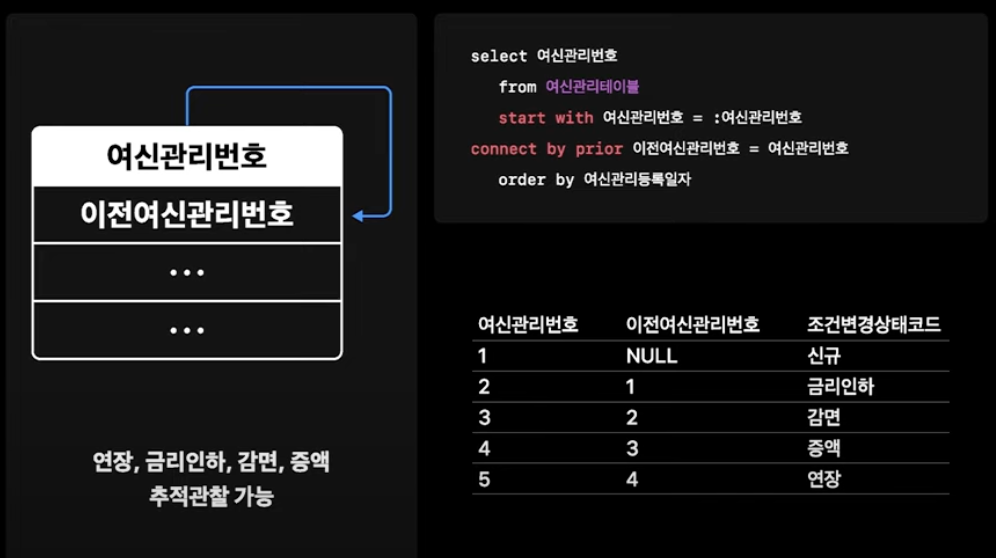 여신관리번호
이전여신관리번호
...
...
연장, 금리인하, 감면, 증액
추적관찰 가능
select 여신관리번호
from 여신관리테이블
start with 여신관리번호 = :여신관리번호
connect by prior 이전여신관리번호 = 여신관리번호
order by 여신관리등록일자
여신관리번호 이전여신관리번호 조건변경상태코드
1 NULL 신규
2 1 금리인하
3 2 감면
4 3 증액
5 4 연장